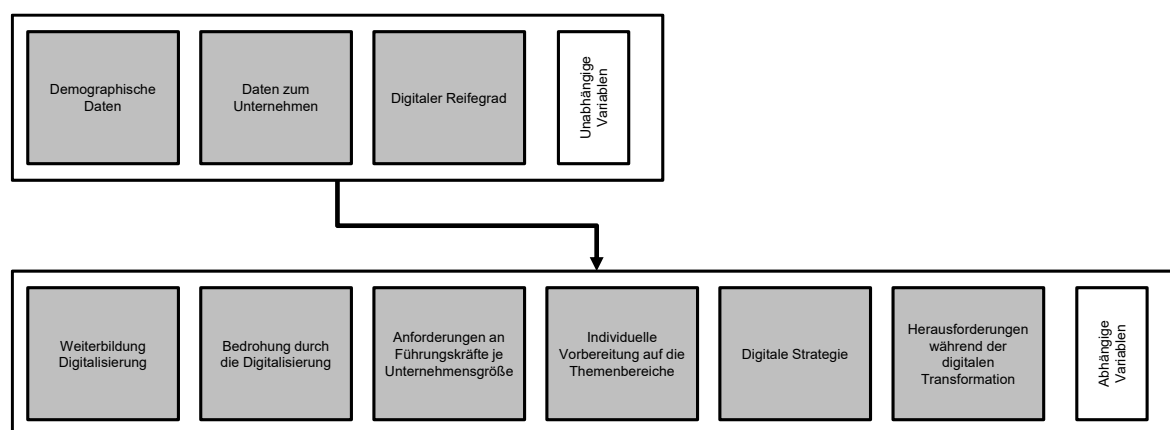 Demographische
Daten
Daten zum
Unternehmen
Digitaler Reifegrad
Unabhängige
Variablen
Weiterbildung
Digitalisierung
Bedrohung durch
die Digitalisierung
Anforderungen an
Führungskräfte je
Unternehmensgröße
Individuelle
Vorbereitung auf die
Themenbereiche
Digitale Strategie
Herausforderungen
während der
digitalen
Transformation
Abhängige
Variablen